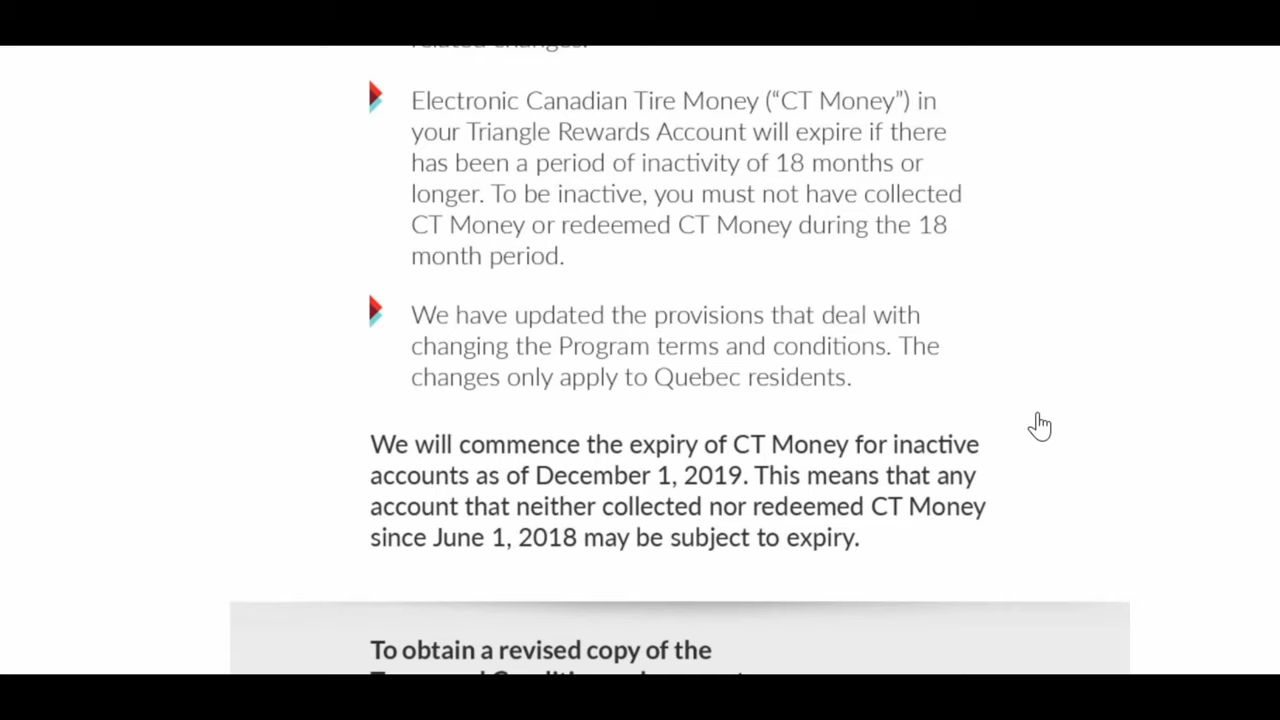 related changes.
Electronic Canadian Tire Money (“CT Money”) in
your Triangle Rewards Account will expire if there
has been a period of inactivity of 18 months or
longer. To be inactive, you must not have collected
CT Money or redeemed CT Money during the 18
month period.
We have updated the provisions that deal with
changing the Program terms and conditions. The
changes only apply to Quebec residents.
We will commence the expiry of CT Money for inactive
accounts as of December 1, 2019. This means that any
account that neither collected nor redeemed CT Money
since June 1, 2018 may be subject to expiry.
To obtain a revised copy of the